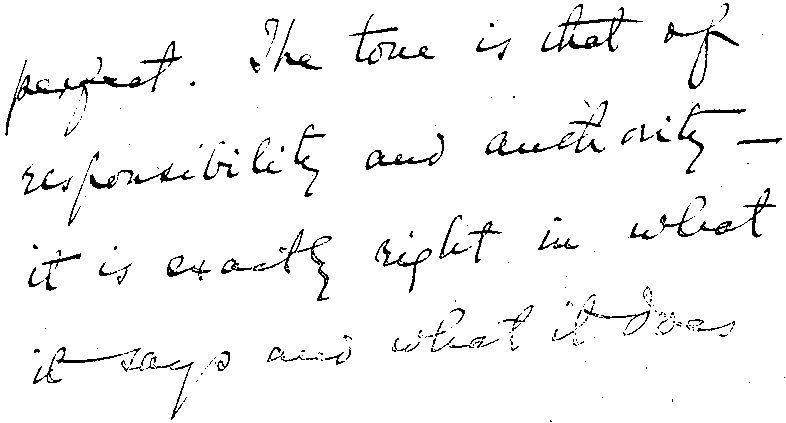 perfect. The tone is that of
responsibility and authority —
it is exactly right in what
it says and what it does